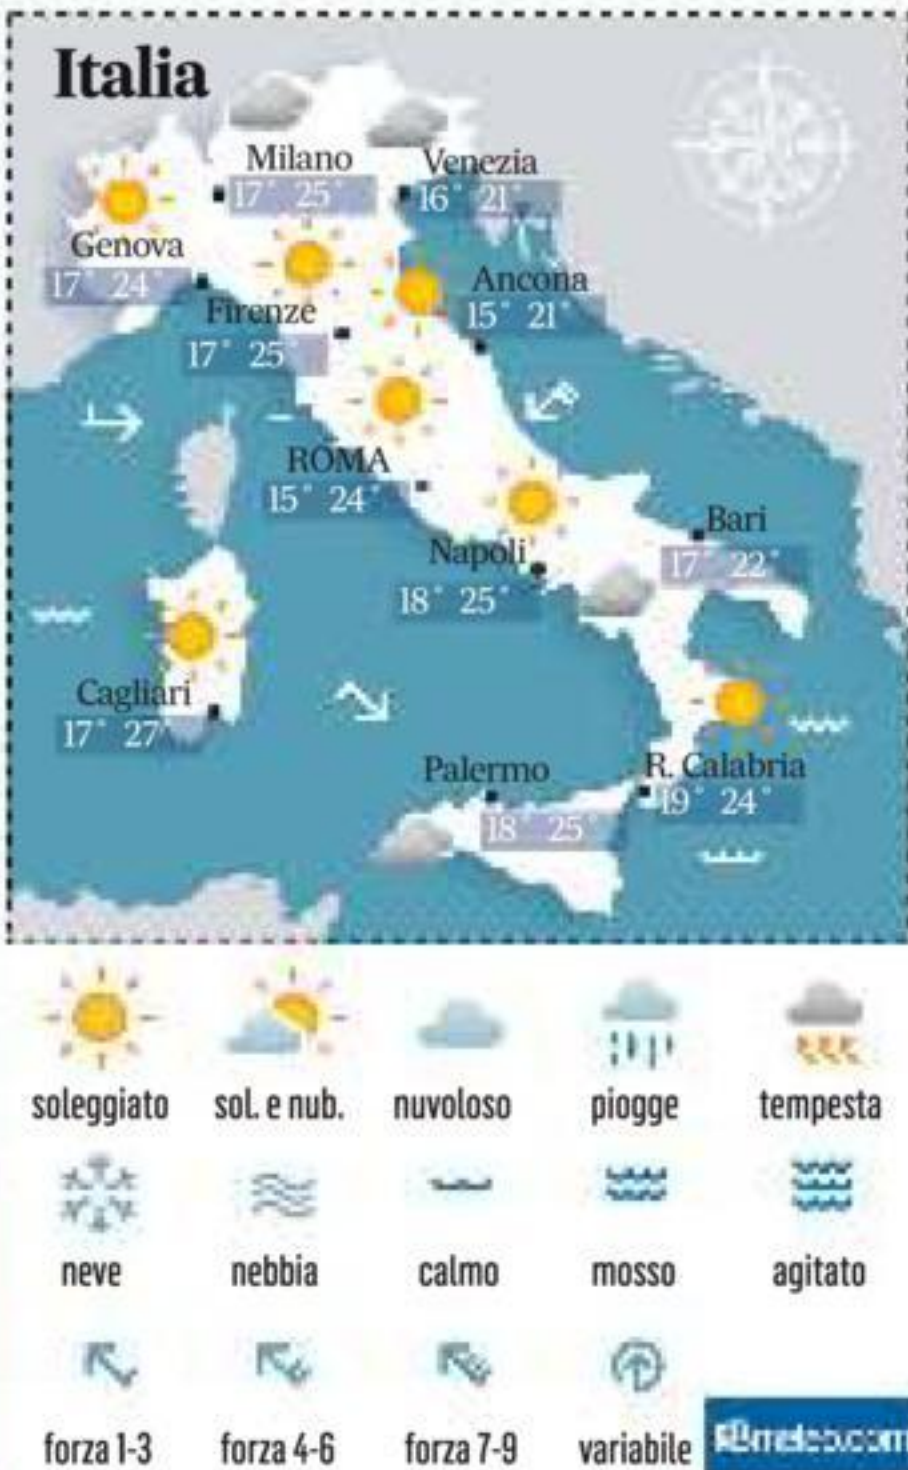 Italia
Milano
17° 25°
Venezia
16° 21°
Genova
17° 24°
Ancona
15° 21°
Firenze
17° 25°
ROMA
15° 24°
Bari
17° 22°
Napoli
18° 25°
Cagliari
17° 27°
Palermo
18° 25°
R. Calabria
19° 24°
soleggiato
sol. e nub.
nuvoloso
piogge
tempesta
neve
nebbia
calmo
mosso
agitato
forza 1-3
forza 4-6
forza 7-9
variabile